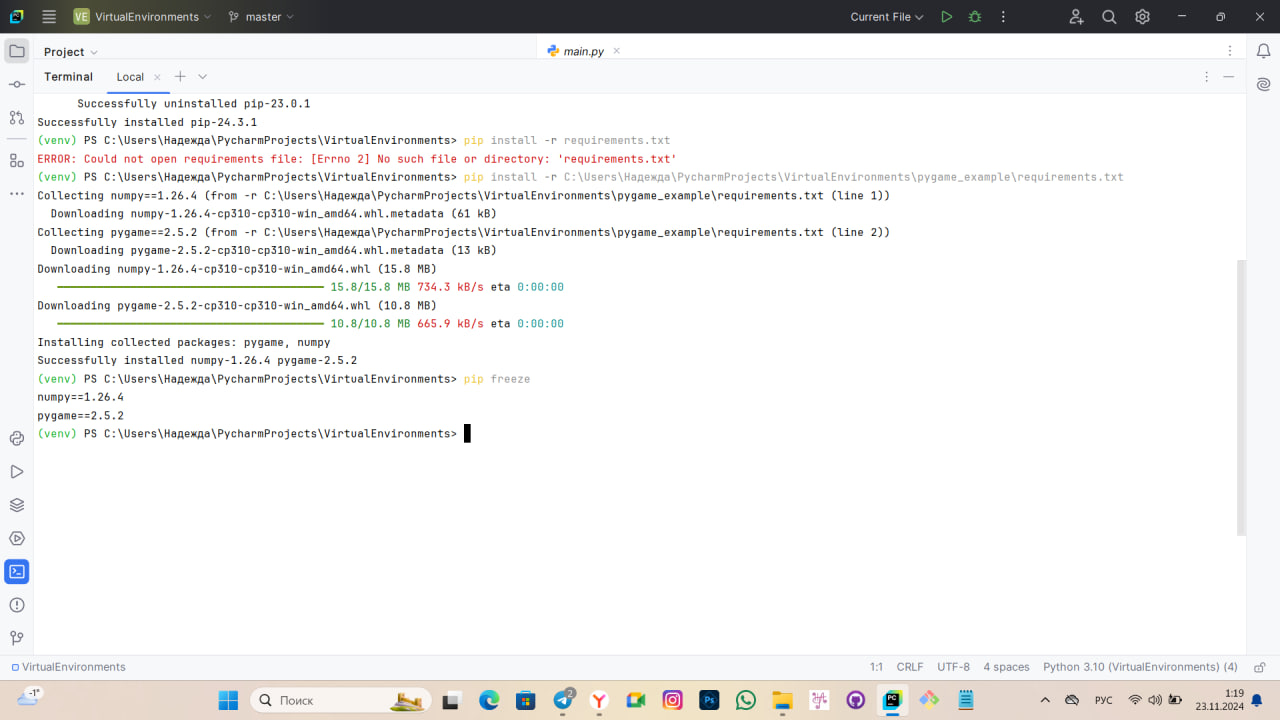 VE VirtualEnvironments master Current File
Project main.py
Terminal Local
Successfully uninstalled pip-23.0.1
Successfully installed pip-24.3.1
(venv) PS C:\Users\Надежда\PycharmProjects\VirtualEnvironments> pip install -r requirements.txt
ERROR: Could not open requirements file: [Errno 2] No such file or directory: 'requirements.txt'
(venv) PS C:\Users\Надежда\PycharmProjects\VirtualEnvironments> pip install -r C:\Users\Надежда\PycharmProjects\VirtualEnvironments\pygame_example\requirements.txt
Collecting numpy==1.26.4 (from -r C:\Users\Надежда\PycharmProjects\VirtualEnvironments\pygame_example\requirements.txt (line 1))
Downloading numpy-1.26.4-cp310-cp310-win_amd64.whl.metadata (61 kB)
Collecting pygame==2.5.2 (from -r C:\Users\Надежда\PycharmProjects\VirtualEnvironments\pygame_example\requirements.txt (line 2))
Downloading pygame-2.5.2-cp310-cp310-win_amd64.whl.metadata (13 kB)
Downloading numpy-1.26.4-cp310-cp310-win_amd64.whl (15.8 MB)
15.8/15.8 MB 734.3 kB/s eta 0:00:00
Downloading pygame-2.5.2-cp310-cp310-win_amd64.whl (10.8 MB)
10.8/10.8 MB 665.9 kB/s eta 0:00:00
Installing collected packages: pygame, numpy
Successfully installed numpy-1.26.4 pygame-2.5.2
(venv) PS C:\Users\Надежда\PycharmProjects\VirtualEnvironments> pip freeze
numpy==1.26.4
pygame==2.5.2
(venv) PS C:\Users\Надежда\PycharmProjects\VirtualEnvironments>
VirtualEnvironments 1:1 CRLF UTF-8 4 spaces Python 3.10 (VirtualEnvironments) (4)
-1° Поиск 2 Ps PC РУС 1:19
23.11.2024